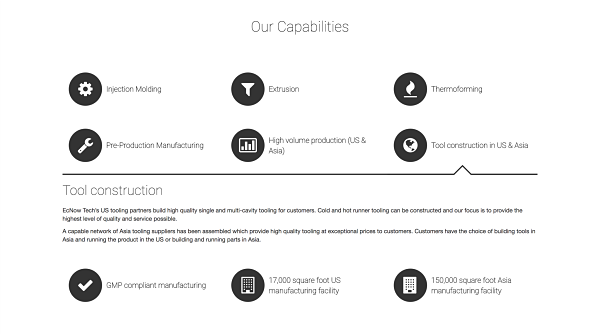 Our Capabilities
Injection Molding
Extrusion
Thermoforming
Pre-Production Manufacturing
High volume production (US &
Asia)
Tool construction in US & Asia
Tool construction
EcNow Tech's US tooling partners build high quality single and multi-cavity tooling for customers. Cold and hot runner tooling can be constructed and our focus is to provide the
highest level of quality and service possible.
A capable network of Asia tooling suppliers has been assembled which provide high quality tooling at exceptional prices to customers. Customers have the choice of building tools in
Asia and running the product in the US or building and running parts in Asia.
GMP compliant manufacturing
17,000 square foot US
manufacturing facility
150,000 square foot Asia
manufacturing facility